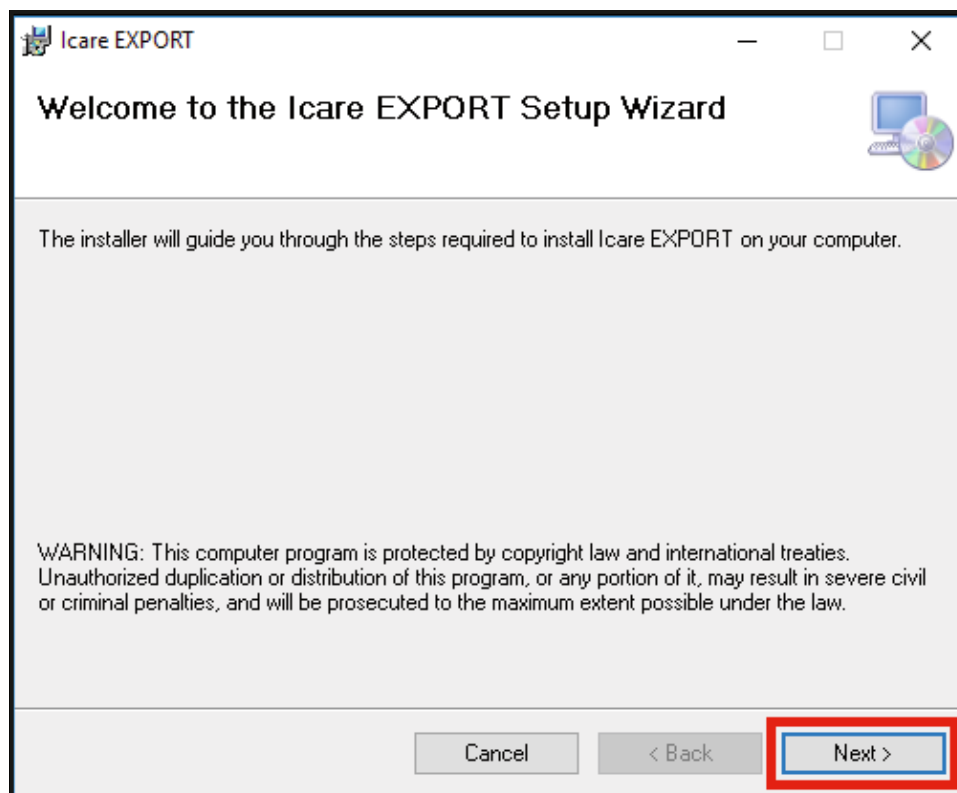 Icare EXPORT
Welcome to the Icare EXPORT Setup Wizard
The installer will guide you through the steps required to install Icare EXPORT on your computer.
WARNING: This computer program is protected by copyright law and international treaties.
Unauthorized duplication or distribution of this program, or any portion of it, may result in severe civil
or criminal penalties, and will be prosecuted to the maximum extent possible under the law.
Cancel
< Back
Next >